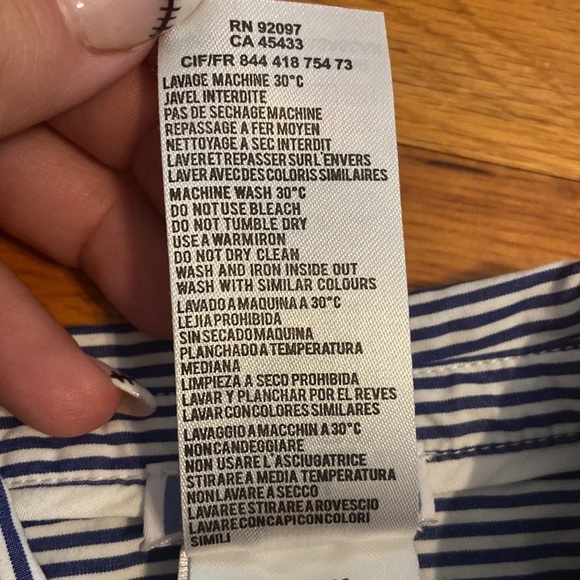 RN 92097
CA 45433
CIF/FR 844 418 754 73
LAVAGE MACHINE 30°C
JAVEL INTERDITE
PAS DE SECHAGE MACHINE
REPASSAGE A FER MOYEN
NETTOYAGE A SEC INTERDIT
LAVER ET REPASSER SUR L'ENVERS
LAVER AVEC DES COLORIS SIMILAIRES
MACHINE WASH 30°C
DO NOT USE BLEACH
DO NOT TUMBLE DRY
USE A WARM IRON
DO NOT DRY CLEAN
WASH AND IRON INSIDE OUT
WASH WITH SIMILAR COLOURS
LAVADO A MAQUINA A 30°C
LEJIA PROHIBIDA
SIN SECADO MAQUINA
PLANCHADO A TEMPERATURA
MEDIANA
LIMPIEZA A SECO PROHIBIDA
LAVAR Y PLANCHAR POR EL REVES
LAVAR CON COLORES SIMILARES
LAVAGGIO A MACCHIN A 30°C
NON CANDEGGIARE
NON USARE L'ASCIUGATRICE
STIRARE A MEDIA TEMPERATURA
NON LAVARE A SECCO
LAVARE E STIRARE A ROVESCIO
LAVARE CON CAPI CON COLORI
SIMILI